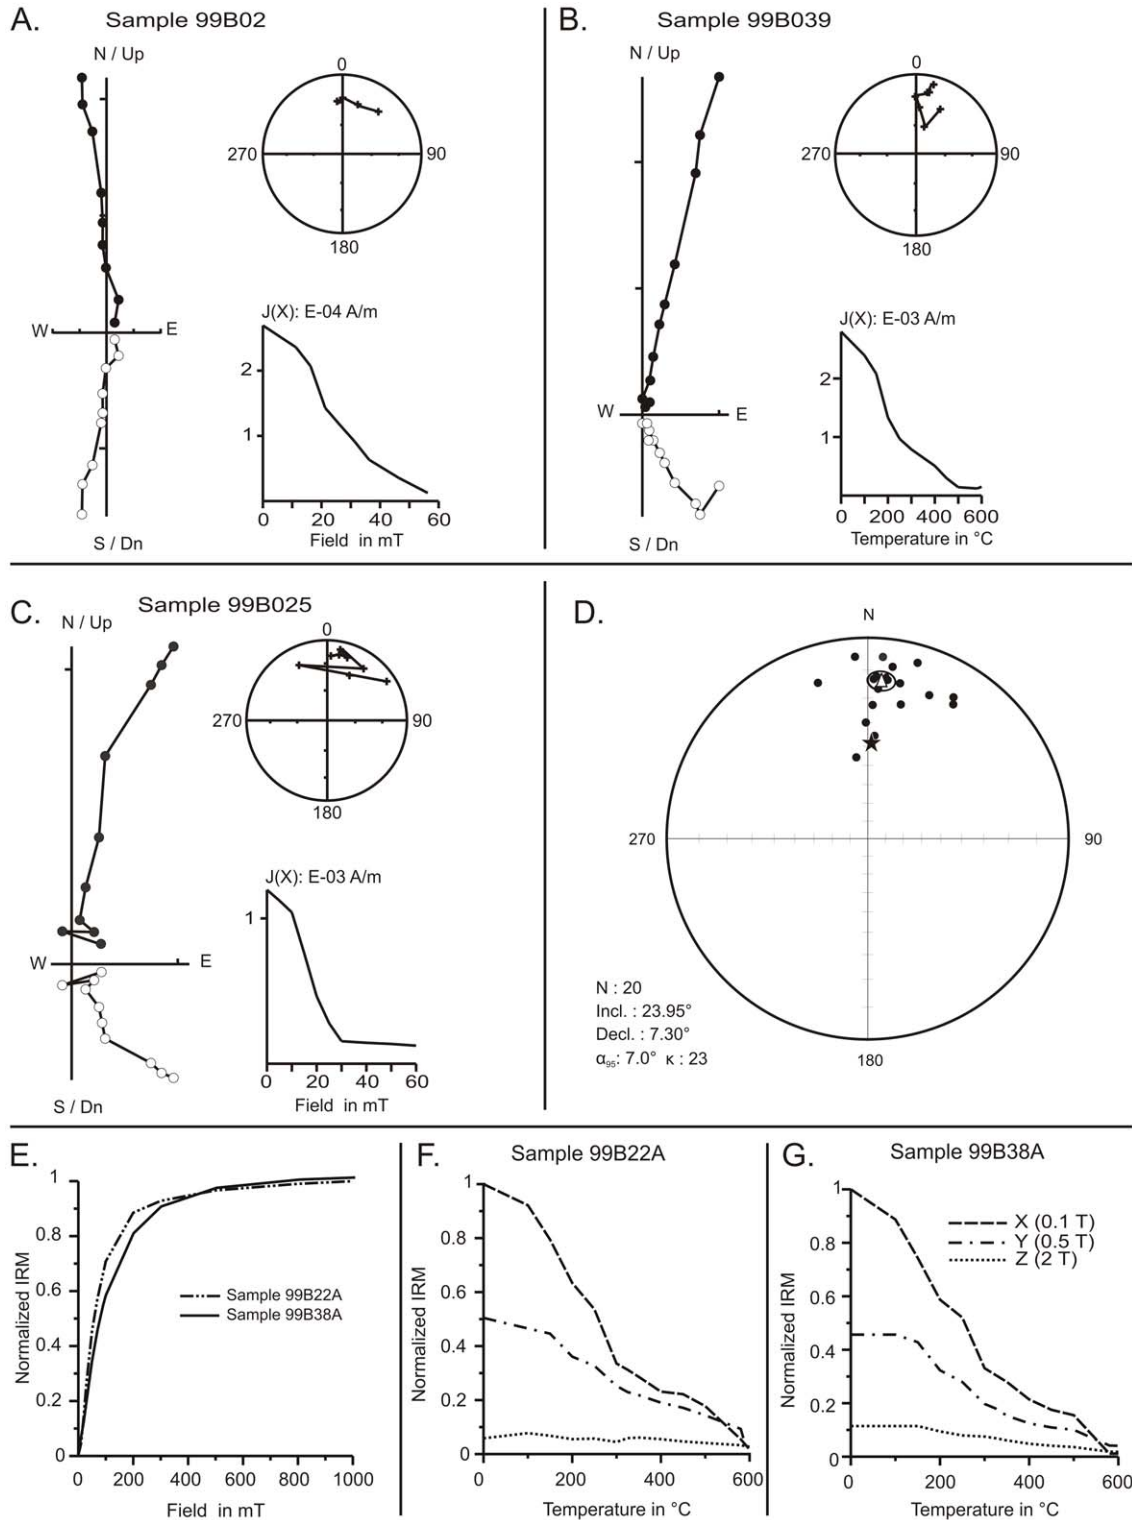 A.
Sample 99B02
N / Up
0
270
90
180
W
E
J(X): E-04 A/m
2
1
0 20 40 60
Field in mT
S / Dn
B.
Sample 99B039
N / Up
0
270
90
180
W
E
J(X): E-03 A/m
2
1
0 200 400 600
Temperature in °C
S / Dn
C.
Sample 99B025
N / Up
0
270
90
180
W
E
J(X): E-03 A/m
1
0 20 40 60
Field in mT
S / Dn
D.
N
270
90
180
N : 20
Incl. : 23.95°
Decl. : 7.30°
α95: 7.0° κ : 23
E.
Normalized IRM
1
0.8
0.6
0.4
0.2
0
Sample 99B22A
Sample 99B38A
0 200 400 600 800 1000
Field in mT
F.
Sample 99B22A
Normalized IRM
1
0.8
0.6
0.4
0.2
0
0 200 400 600
Temperature in °C
G.
Sample 99B38A
Normalized IRM
1
0.8
0.6
0.4
0.2
0
X (0.1 T)
Y (0.5 T)
Z (2 T)
0 200 400 600
Temperature in °C